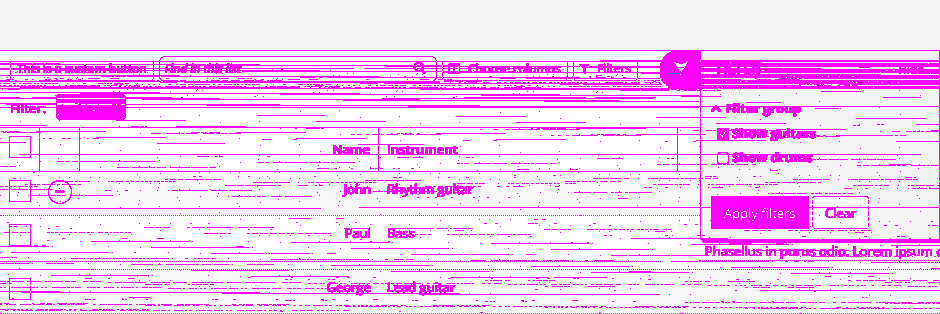 This is a custom button Find in this list Choose columns Filters
Filter:
Filter group
Show guitars
Name Instrument
Show drums
John Rhythm guitar
Apply filters Clear
Paul Bass
Phasellus in purus odio. Lorem ipsum
George Lead guitar